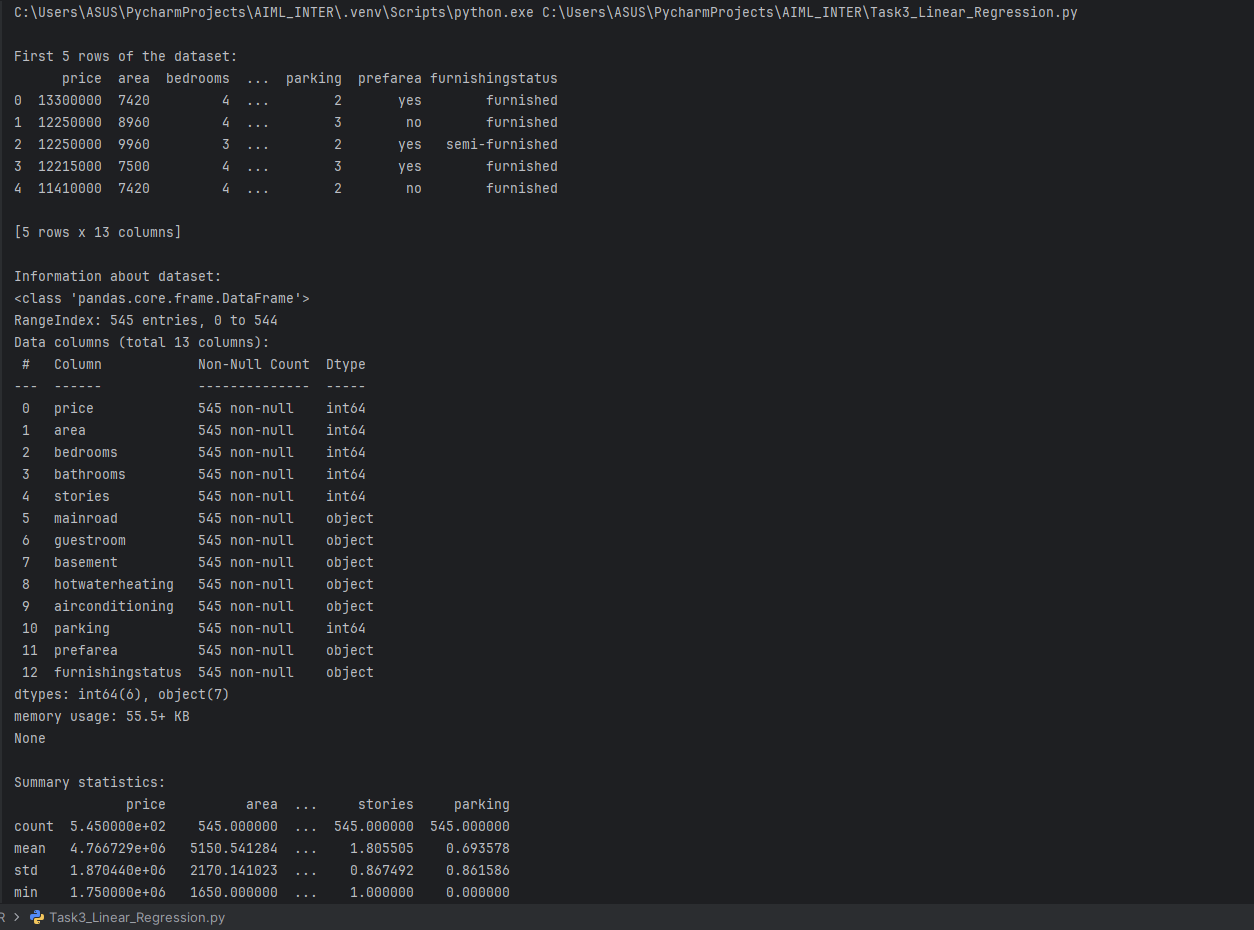 C:\Users\ASUS\PycharmProjects\AIML_INTER\.venv\Scripts\python.exe C:\Users\ASUS\PycharmProjects\AIML_INTER\Task3_Linear_Regression.py
First 5 rows of the dataset:
      price  area  bedrooms  ...  parking  prefarea furnishingstatus
0  13300000  7420         4  ...        2       yes        furnished
1  12250000  8960         4  ...        3        no        furnished
2  12250000  9960         3  ...        2       yes   semi-furnished
3  12215000  7500         4  ...        3       yes        furnished
4  11410000  7420         4  ...        2        no        furnished
[5 rows x 13 columns]
Information about dataset:
<class 'pandas.core.frame.DataFrame'>
RangeIndex: 545 entries, 0 to 544
Data columns (total 13 columns):
 #   Column            Non-Null Count  Dtype
---  ------            --------------  -----
 0   price             545 non-null    int64
 1   area              545 non-null    int64
 2   bedrooms          545 non-null    int64
 3   bathrooms         545 non-null    int64
 4   stories           545 non-null    int64
 5   mainroad          545 non-null    object
 6   guestroom         545 non-null    object
 7   basement          545 non-null    object
 8   hotwaterheating   545 non-null    object
 9   airconditioning   545 non-null    object
 10  parking           545 non-null    int64
 11  prefarea          545 non-null    object
 12  furnishingstatus  545 non-null    object
dtypes: int64(6), object(7)
memory usage: 55.5+ KB
None
Summary statistics:
              price          area  ...     stories     parking
count  5.450000e+02    545.000000  ...  545.000000  545.000000
mean   4.766729e+06   5150.541284  ...    1.805505    0.693578
std    1.870440e+06   2170.141023  ...    0.867492    0.861586
min    1.750000e+06   1650.000000  ...    1.000000    0.000000
R > Task3_Linear_Regression.py